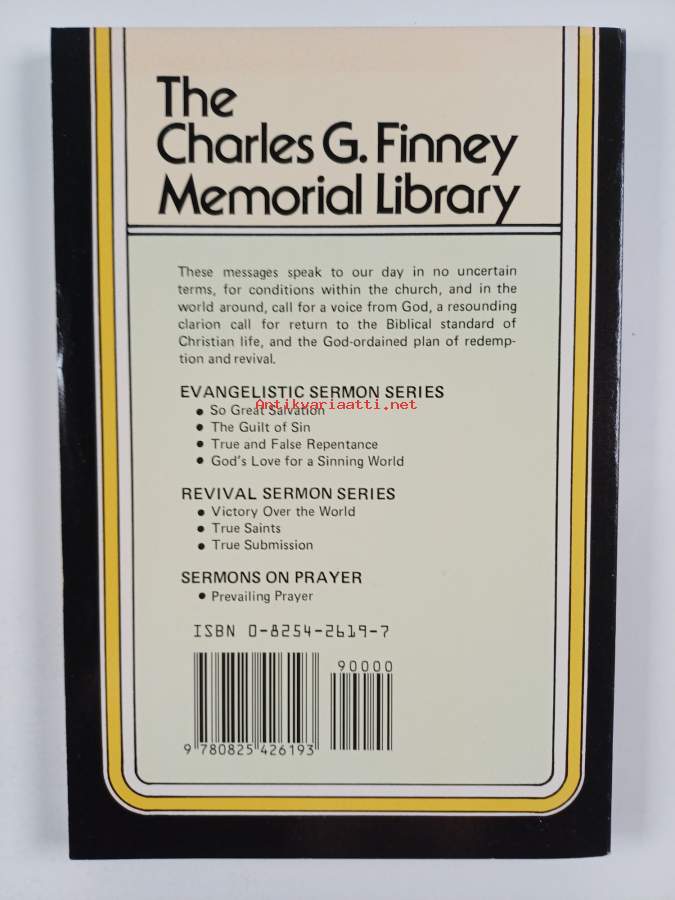 The
Charles G. Finney
Memorial Library
These messages speak to our day in no uncertain
terms, for conditions within the church, and in the
world around, call for a voice from God, a resounding
clarion call for return to the Biblical standard of
Christian life, and the God-ordained plan of redemp-
tion and revival.
EVANGELISTIC SERMON SERIES
Antikvariaatti.net
• So Great Salvation
• The Guilt of Sin
• True and False Repentance
• God's Love for a Sinning World
REVIVAL SERMON SERIES
• Victory Over the World
• True Saints
• True Submission
SERMONS ON PRAYER
• Prevailing Prayer
ISBN 0-8254-2619-7
90000
9 780825 426193